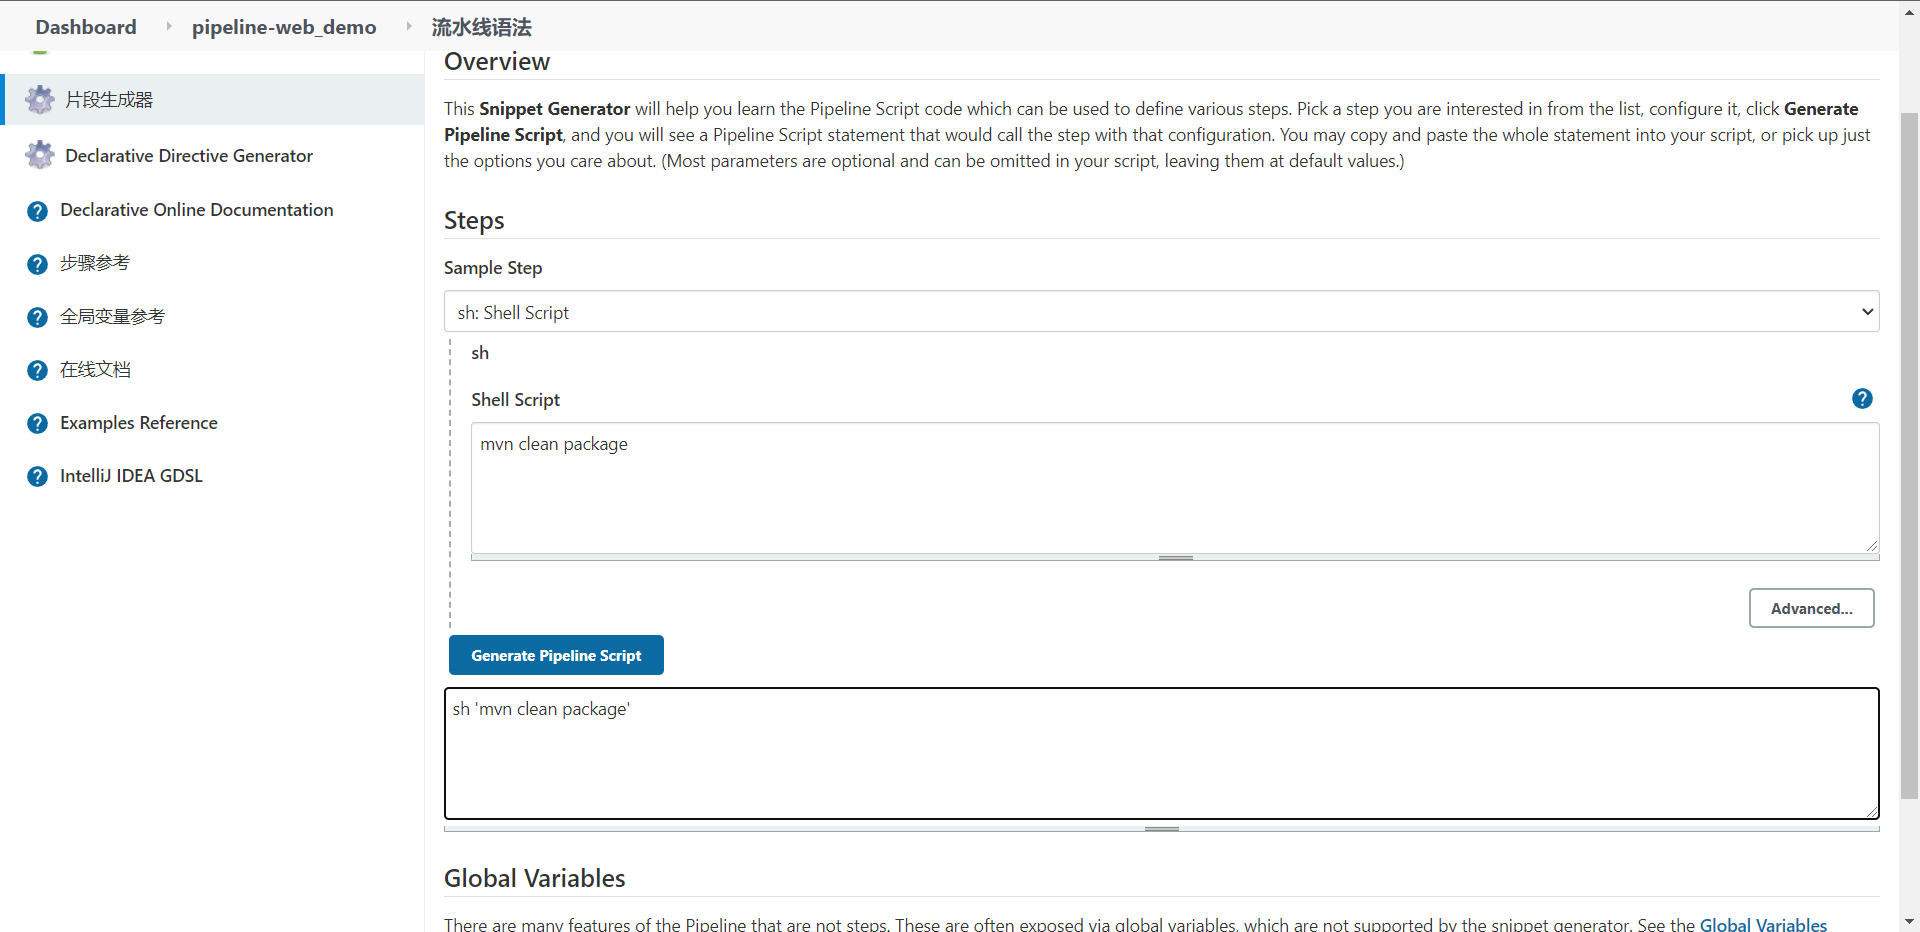 Dashboard pipeline-web_demo 流水线语法
片段生成器
Declarative Directive Generator
Declarative Online Documentation
步骤参考
全局变量参考
在线文档
Examples Reference
IntelliJ IDEA GDSL
Overview
This Snippet Generator will help you learn the Pipeline Script code which can be used to define various steps. Pick a step you are interested in from the list, configure it, click Generate
Pipeline Script, and you will see a Pipeline Script statement that would call the step with that configuration. You may copy and paste the whole statement into your script, or pick up just
the options you care about. (Most parameters are optional and can be omitted in your script, leaving them at default values.)
Steps
Sample Step
sh: Shell Script
sh
Shell Script
mvn clean package
Advanced...
Generate Pipeline Script
sh 'mvn clean package'
Global Variables
There are many features of the Pipeline that are not steps. These are often exposed via global variables, which are not supported by the snippet generator. See the Global Variables